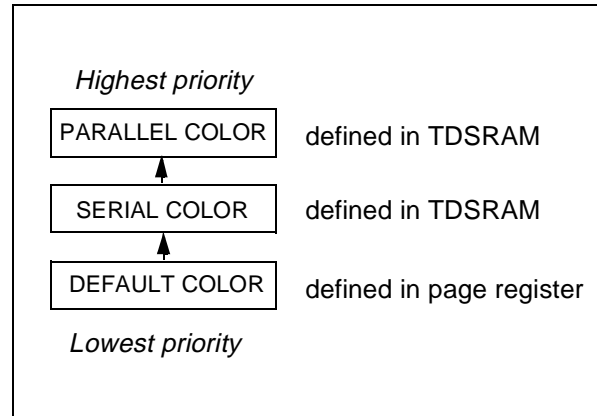 Highest priority
PARALLEL COLOR defined in TDSRAM
SERIAL COLOR defined in TDSRAM
DEFAULT COLOR defined in page register
Lowest priority